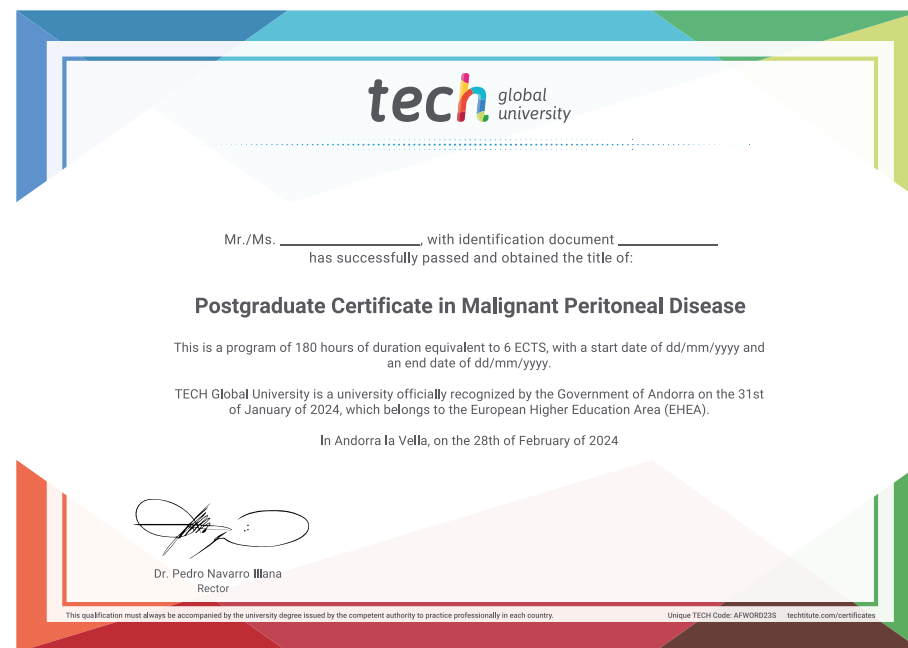 tech global university
Mr./Ms. ____________, with identification document ____________
has successfully passed and obtained the title of:
Postgraduate Certificate in Malignant Peritoneal Disease
This is a program of 180 hours of duration equivalent to 6 ECTS, with a start date of dd/mm/yyyy and
an end date of dd/mm/yyyy.
TECH Global University is a university officially recognized by the Government of Andorra on the 31st
of January of 2024, which belongs to the European Higher Education Area (EHEA).
In Andorra la Vella, on the 28th of February of 2024
Dr. Pedro Navarro Illana
Rector
This qualification must always be accompanied by the university degree issued by the competent authority to practice professionally in each country. Unique TECH Code: AFWORD23S techtitute.com/certificates